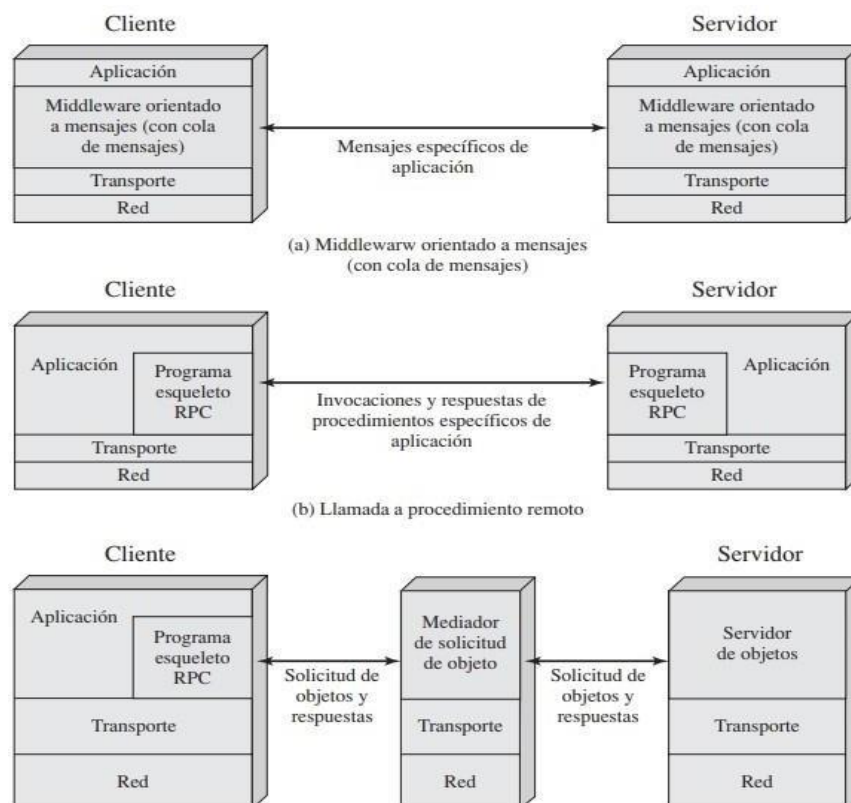 Cliente
Servidor
Aplicación
Middleware orientado
a mensajes (con cola
de mensajes)
Transporte
Red
Mensajes específicos de
aplicación
Aplicación
Middleware orientado
a mensajes (con cola
de mensajes)
Transporte
Red
(a) Middlewarw orientado a mensajes
(con cola de mensajes)
Cliente
Servidor
Aplicación
Programa
esqueleto
RPC
Transporte
Red
Invocaciones y respuestas de
procedimientos específicos de
aplicación
Programa
esqueleto
RPC
Aplicación
Transporte
Red
(b) Llamada a procedimiento remoto
Cliente
Servidor
Aplicación
Programa
esqueleto
RPC
Transporte
Red
Solicitud de
objetos y
respuestas
Mediador
de solicitud
de objeto
Transporte
Red
Solicitud de
objetos y
respuestas
Servidor
de objetos
Transporte
Red